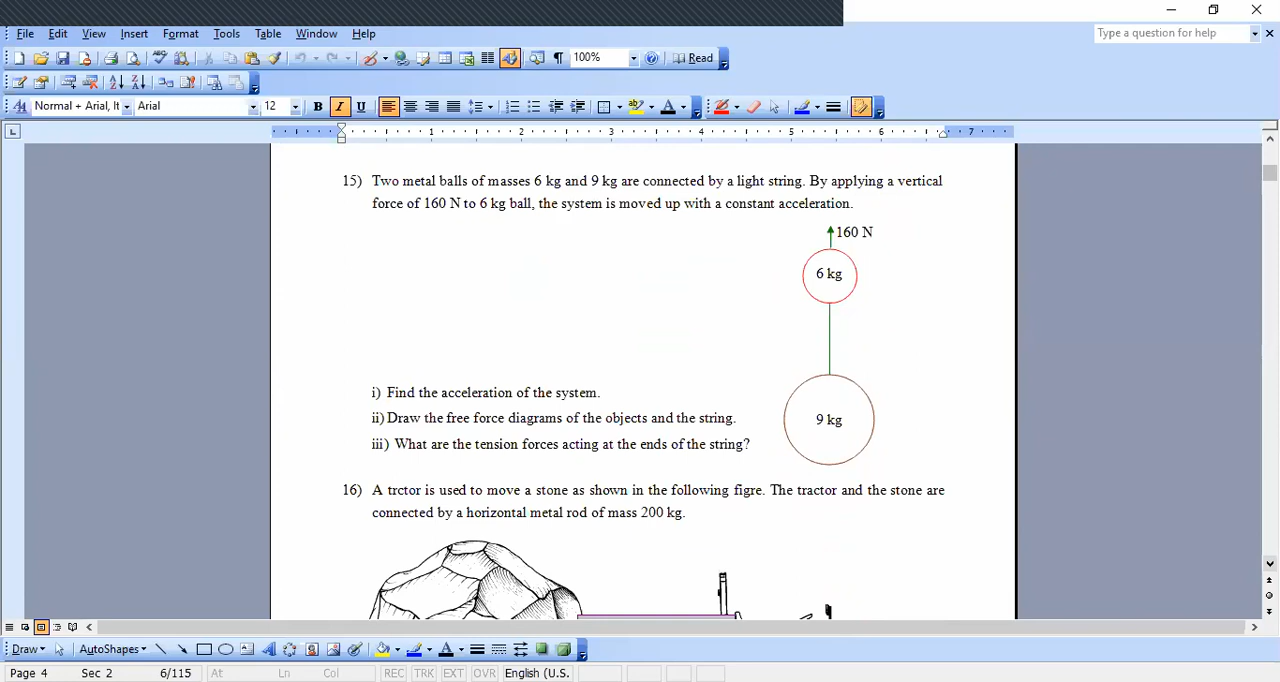 File Edit View Insert Format Tools Table Window Help
Type a question for help
100%
Read
Normal + Arial, It
Arial
12
B I U
1 2 3 4 5 6 7
15) Two metal balls of masses 6 kg and 9 kg are connected by a light string. By applying a vertical
force of 160 N to 6 kg ball, the system is moved up with a constant acceleration.
160 N
6 kg
i) Find the acceleration of the system.
ii) Draw the free force diagrams of the objects and the string.
9 kg
iii) What are the tension forces acting at the ends of the string?
16) A trctor is used to move a stone as shown in the following figre. The tractor and the stone are
connected by a horizontal metal rod of mass 200 kg.
Draw AutoShapes
Page 4 Sec 2 6/115 At Ln Col REC TRK EXT OVR English (U.S.